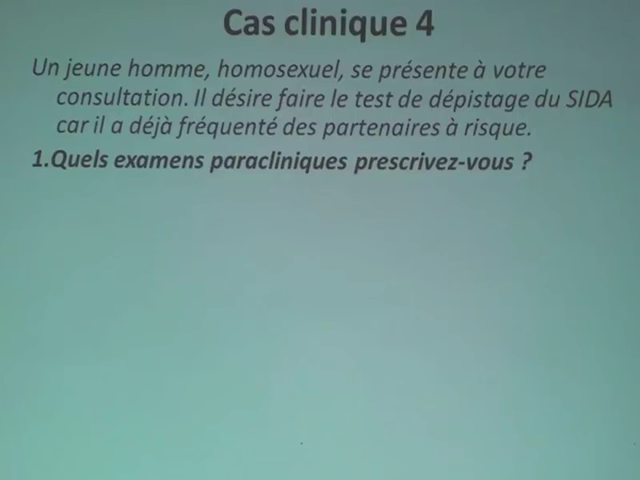 Cas clinique 4
Un jeune homme, homosexuel, se présente à votre
consultation. Il désire faire le test de dépistage du SIDA
car il a déjà fréquenté des partenaires à risque.
1.Quels examens paracliniques prescrivez-vous ?